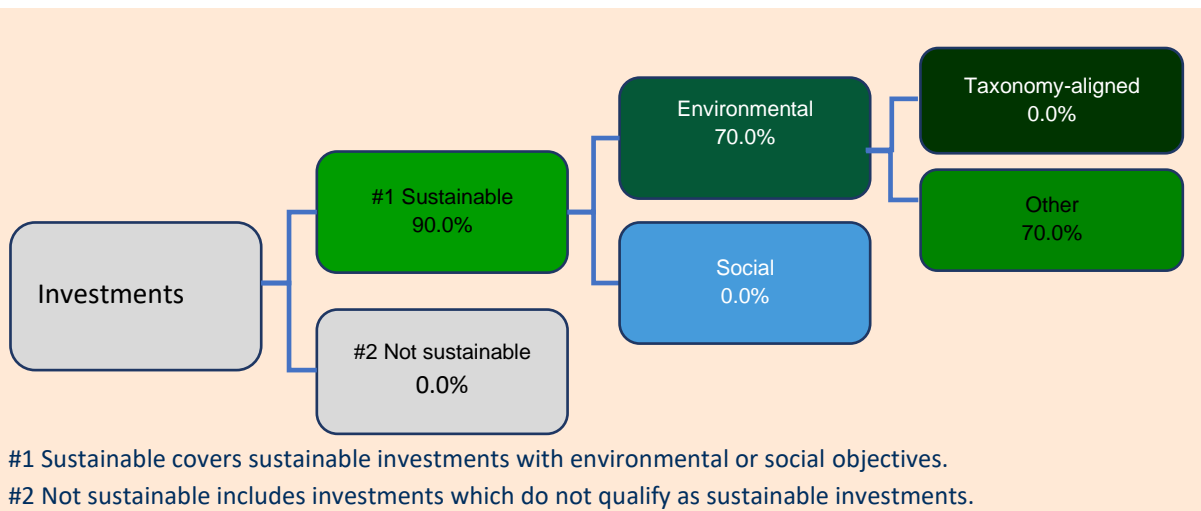 Investments
#1 Sustainable
90.0%
#2 Not sustainable
0.0%
Environmental
70.0%
Social
0.0%
Taxonomy-aligned
0.0%
Other
70.0%
#1 Sustainable covers sustainable investments with environmental or social objectives.
#2 Not sustainable includes investments which do not qualify as sustainable investments.